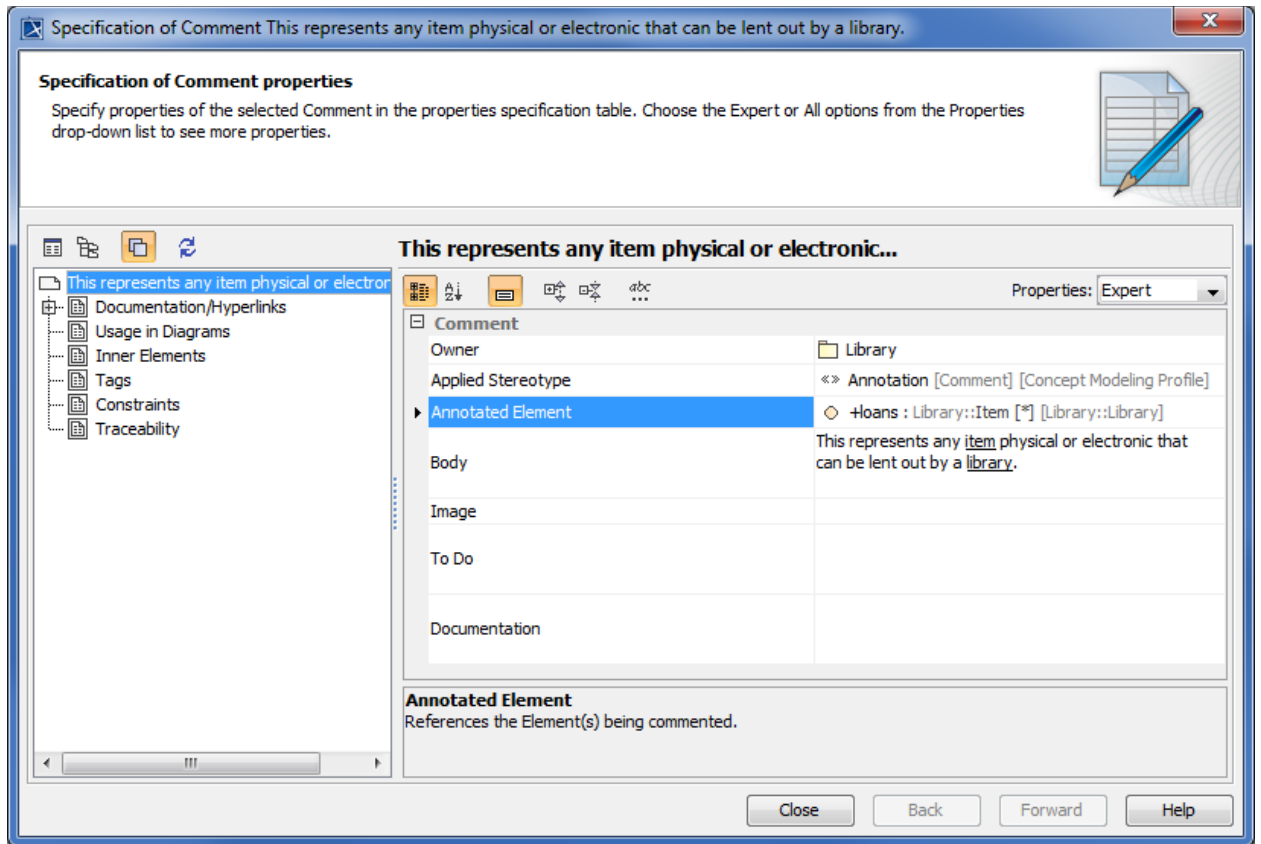 Specification of Comment This represents any item physical or electronic that can be lent out by a library.
Specification of Comment properties
Specify properties of the selected Comment in the properties specification table. Choose the Expert or All options from the Properties
drop-down list to see more properties.
This represents any item physical or electronic...
This represents any item physical or electron
Documentation/Hyperlinks
Usage in Diagrams
Inner Elements
Tags
Constraints
Traceability
Properties: Expert
Comment
Owner Library
Applied Stereotype «» Annotation [Comment] [Concept Modeling Profile]
Annotated Element +loans : Library::Item [*] [Library::Library]
Body This represents any item physical or electronic that
can be lent out by a library.
Image
To Do
Documentation
Annotated Element
References the Element(s) being commented.
Close Back Forward Help